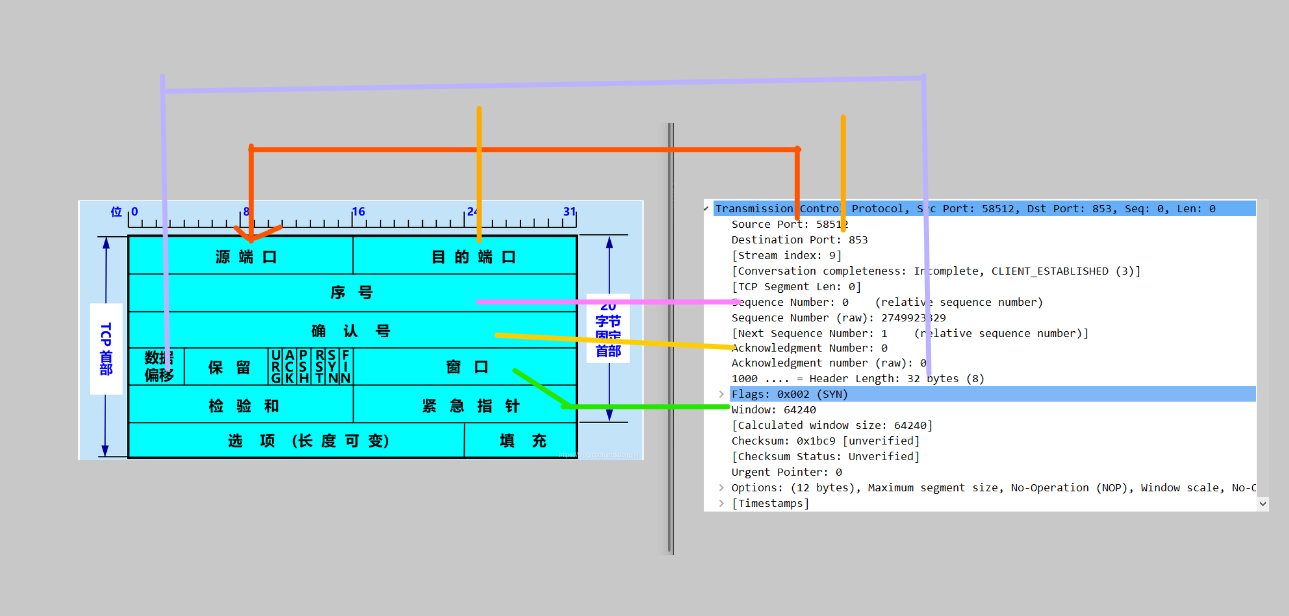 位 0 8 16 24 31
源 端 口 目 的 端 口
序 号
确 认 号
数据偏移 保 留 URG ACK PSH RST SYN FIN 窗 口
检 验 和 紧 急 指 针
选 项 (长 度 可 变) 填 充
TCP 首部
20
字节
固定
首部
Transmission Control Protocol, Src Port: 58512, Dst Port: 853, Seq: 0, Len: 0
Source Port: 58512
Destination Port: 853
[Stream index: 9]
[Conversation completeness: Incomplete, CLIENT_ESTABLISHED (3)]
[TCP Segment Len: 0]
Sequence Number: 0 (relative sequence number)
Sequence Number (raw): 2749923829
[Next Sequence Number: 1 (relative sequence number)]
Acknowledgment Number: 0
Acknowledgment number (raw): 0
1000 .... = Header Length: 32 bytes (8)
Flags: 0x002 (SYN)
Window: 64240
[Calculated window size: 64240]
Checksum: 0x1bc9 [unverified]
[Checksum Status: Unverified]
Urgent Pointer: 0
Options: (12 bytes), Maximum segment size, No-Operation (NOP), Window scale, No-O
[Timestamps]